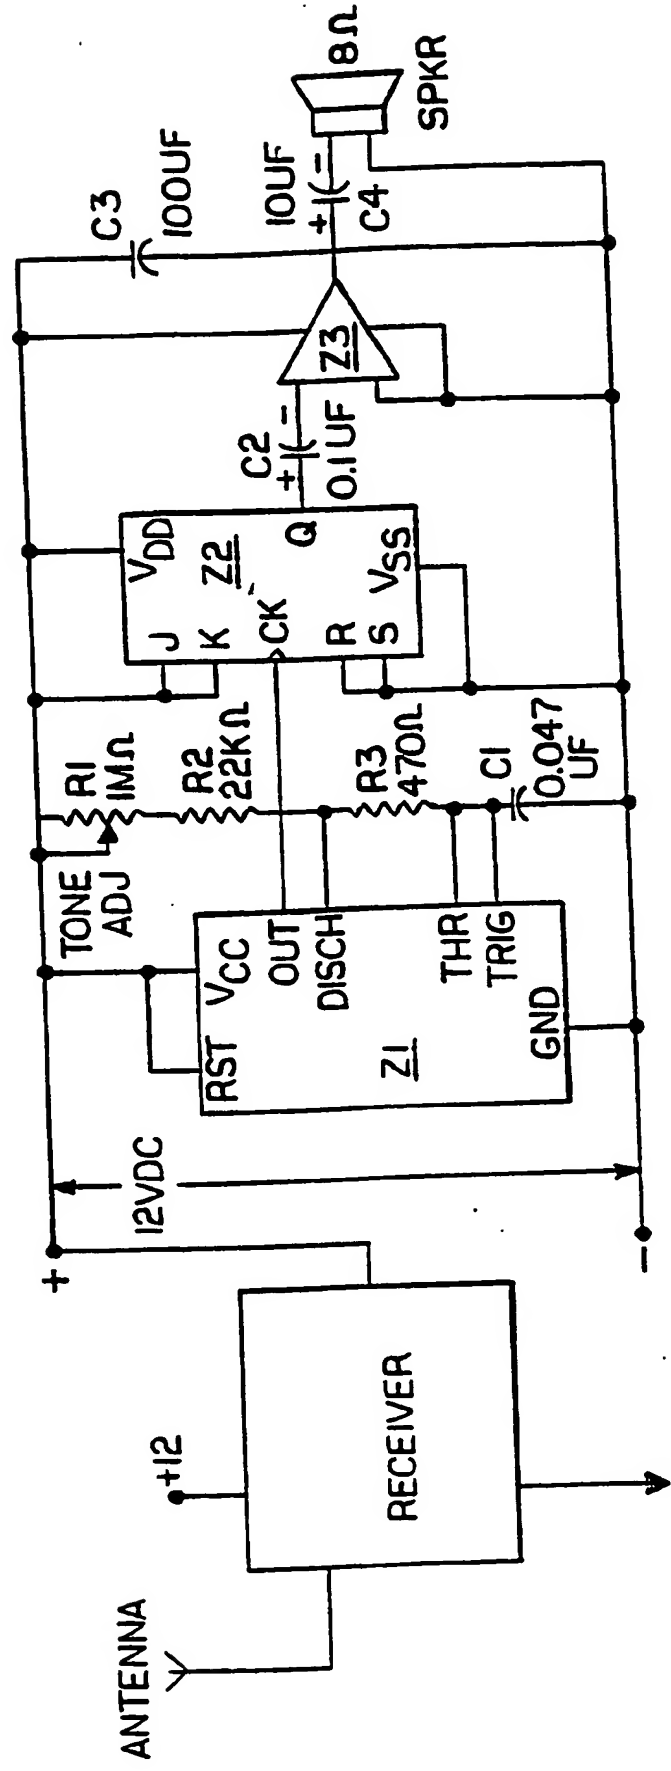 ANTENNA
+12
RECEIVER
+
12VDC
−
RST
VCC
OUT
DISCH
THR
TRIG
GND
Z1
TONE
ADJ
R1
1MΩ
R2
22KΩ
R3
470Ω
C1
0.047
UF
J
K
CK
R
S
VDD
Z2
Q
VSS
C2
+ −
0.1UF
Z3
C3
100UF
10UF
+ −
C4
8Ω
SPKR